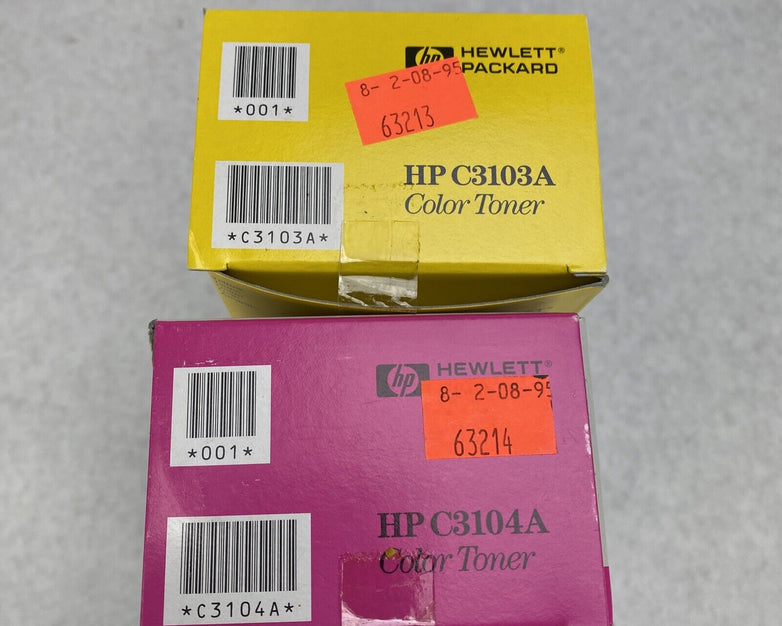 hp HEWLETT®
PACKARD
8- 2-08-95
63213
*001*
HP C3103A
Color Toner
*C3103A*
hp HEWLETT®
8- 2-08-95
63214
*001*
HP C3104A
Color Toner
*C3104A*